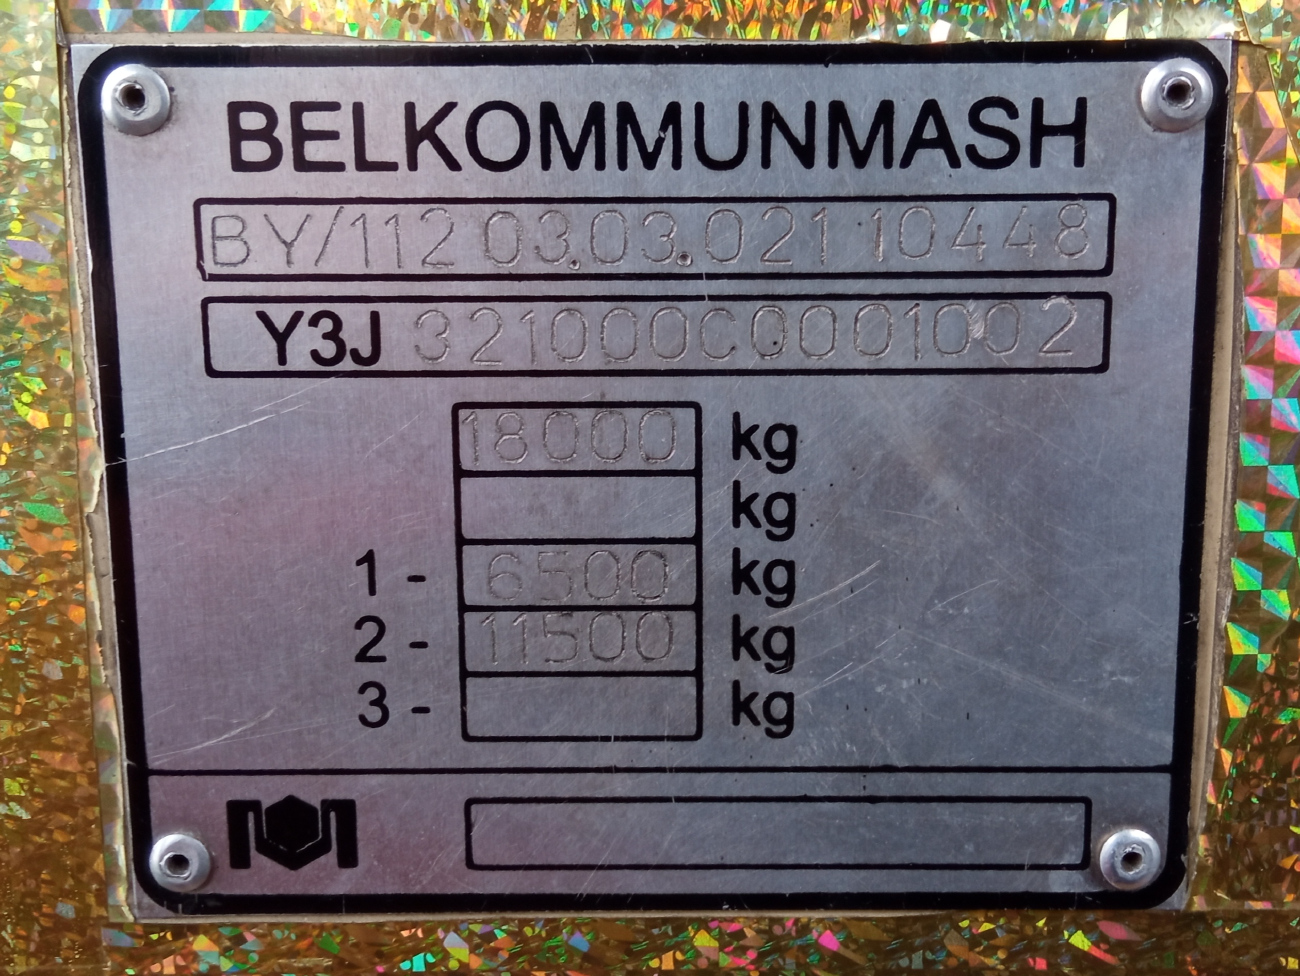 BELKOMMUNMASH
BY/112 03.03.021 10448
Y3J 321000C0001002
18000 kg
kg
1 - 6500 kg
2 - 11500 kg
3 - kg